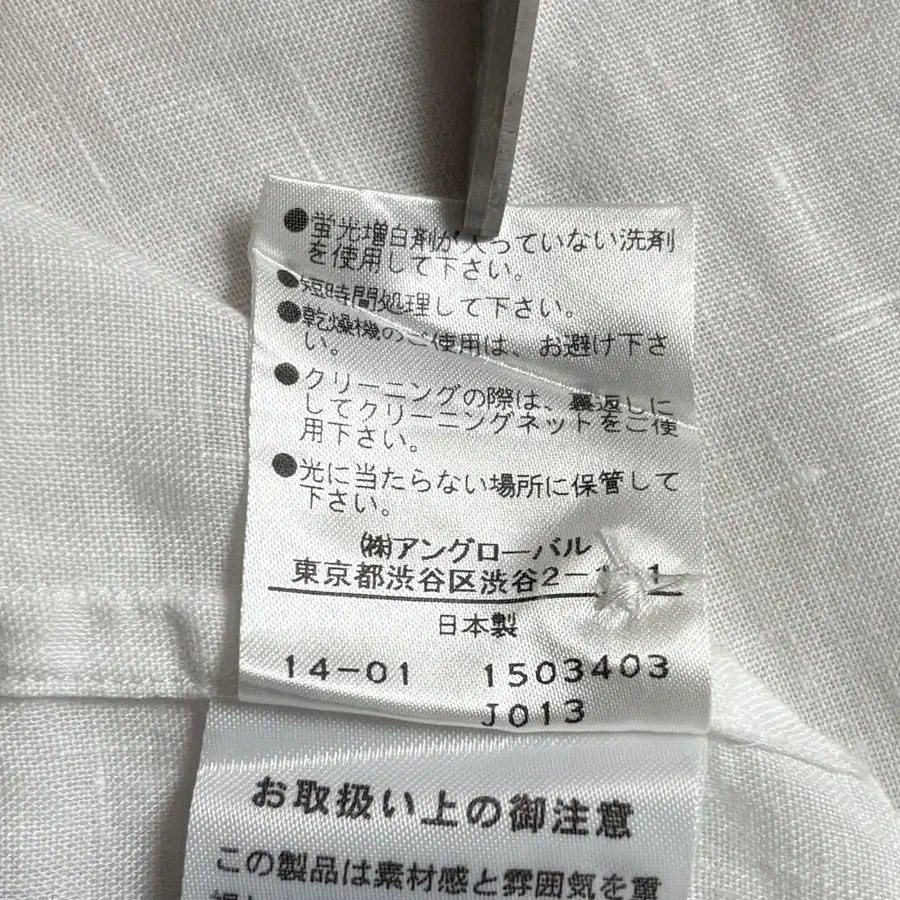 ●蛍光増白剤が入っていない洗剤
を使用して下さい。
●短時間処理して下さい。
●乾燥機のご使用は、お避け下さ
い。
●クリーニングの際は、裏返しに
してクリーニングネットをご使
用下さい。
●光に当たらない場所に保管して
下さい。
㈱アングローバル
東京都渋谷区渋谷2-
日本製
14-01 1503403
J013
お取扱い上の御注意
この製品は素材感と雰囲気を重